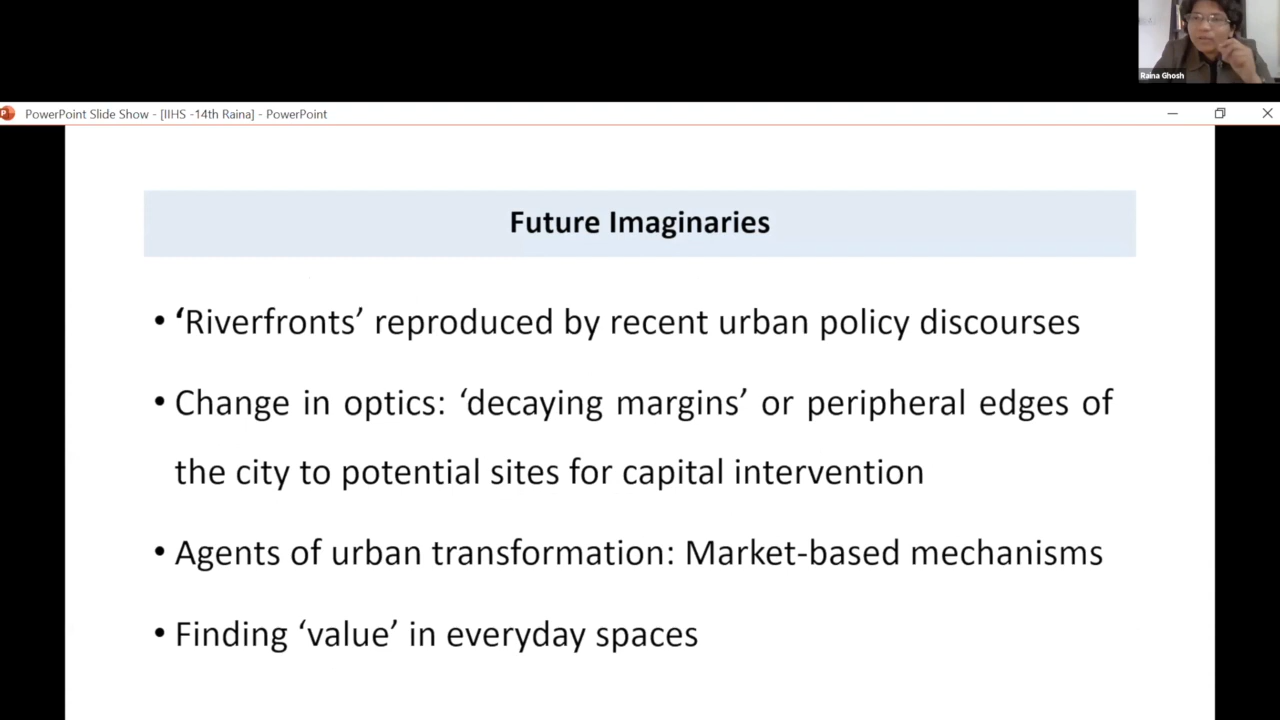 Raina Ghosh
PowerPoint Slide Show - [IIHS -14th Raina] - PowerPoint
Future Imaginaries
• ‘Riverfronts’ reproduced by recent urban policy discourses
• Change in optics: ‘decaying margins’ or peripheral edges of
the city to potential sites for capital intervention
• Agents of urban transformation: Market-based mechanisms
• Finding ‘value’ in everyday spaces